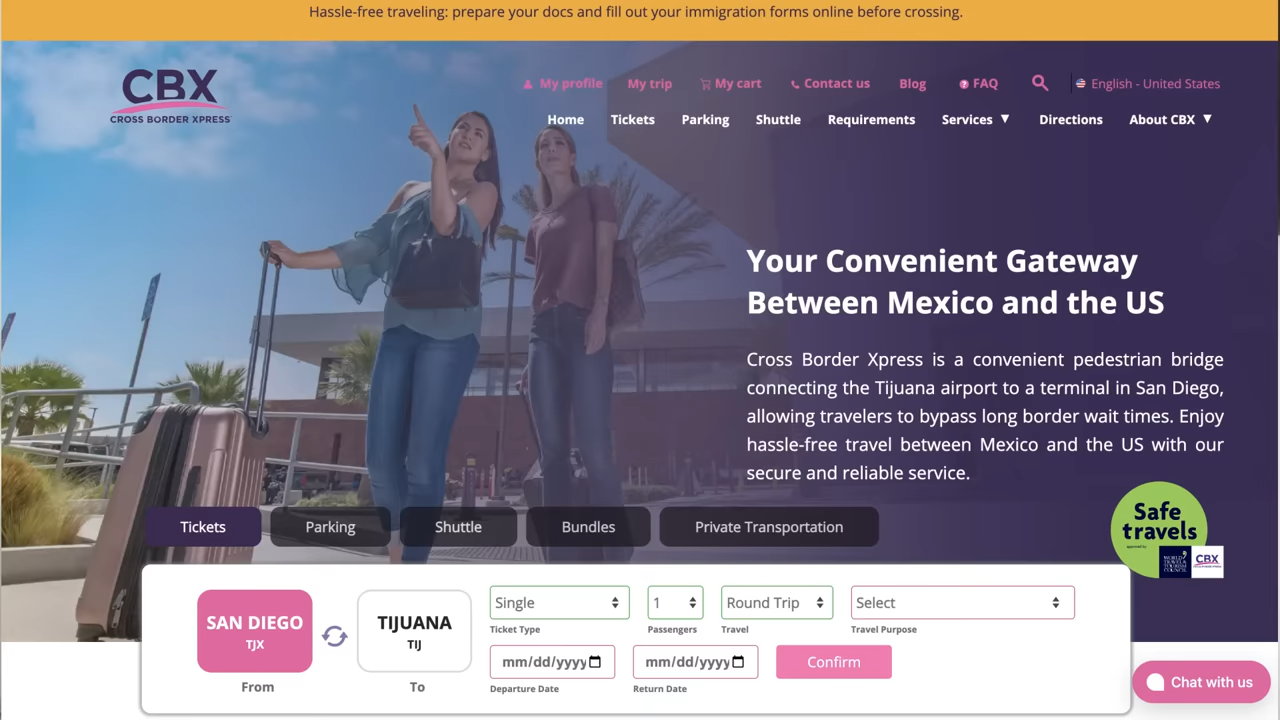 Hassle-free traveling: prepare your docs and fill out your immigration forms online before crossing.
CBX
CROSS BORDER XPRESS
My profile My trip My cart Contact us Blog FAQ English - United States
Home Tickets Parking Shuttle Requirements Services ▼ Directions About CBX ▼
Your Convenient Gateway
Between Mexico and the US
Cross Border Xpress is a convenient pedestrian bridge
connecting the Tijuana airport to a terminal in San Diego,
allowing travelers to bypass long border wait times. Enjoy
hassle-free travel between Mexico and the US with our
secure and reliable service.
Safe
travels
approved by
WORLD
TRAVEL &
TOURISM
COUNCIL
CBX
Tickets Parking Shuttle Bundles Private Transportation
SAN DIEGO
TJX
From
TIJUANA
TIJ
To
Single 1 Round Trip Select
Ticket Type Passengers Travel Travel Purpose
mm/dd/yyyy mm/dd/yyyy Confirm
Departure Date Return Date
Chat with us